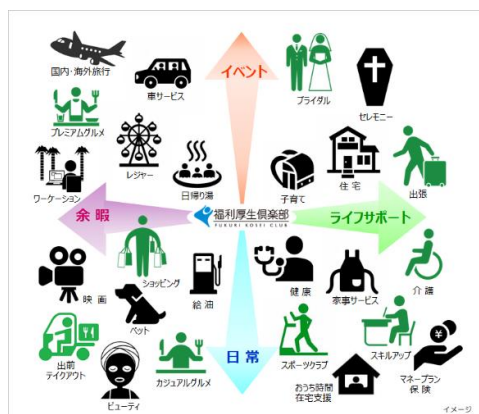 国内・海外旅行
車サービス
イベント
ブライダル
セレモニー
プレミアムグルメ
レジャー
ワーケーション
日帰り湯
子育て
住宅
出張
余暇
福利厚生倶楽部
FUKURI KOSEI CLUB
ライフサポート
映画
ショッピング
給油
健康
家事サービス
介護
ペット
日常
出前
テイクアウト
ビューティ
カジュアルグルメ
スポーツクラブ
おうち時間
在宅支援
スキルアップ
¥
マネープラン
保険
イメージ